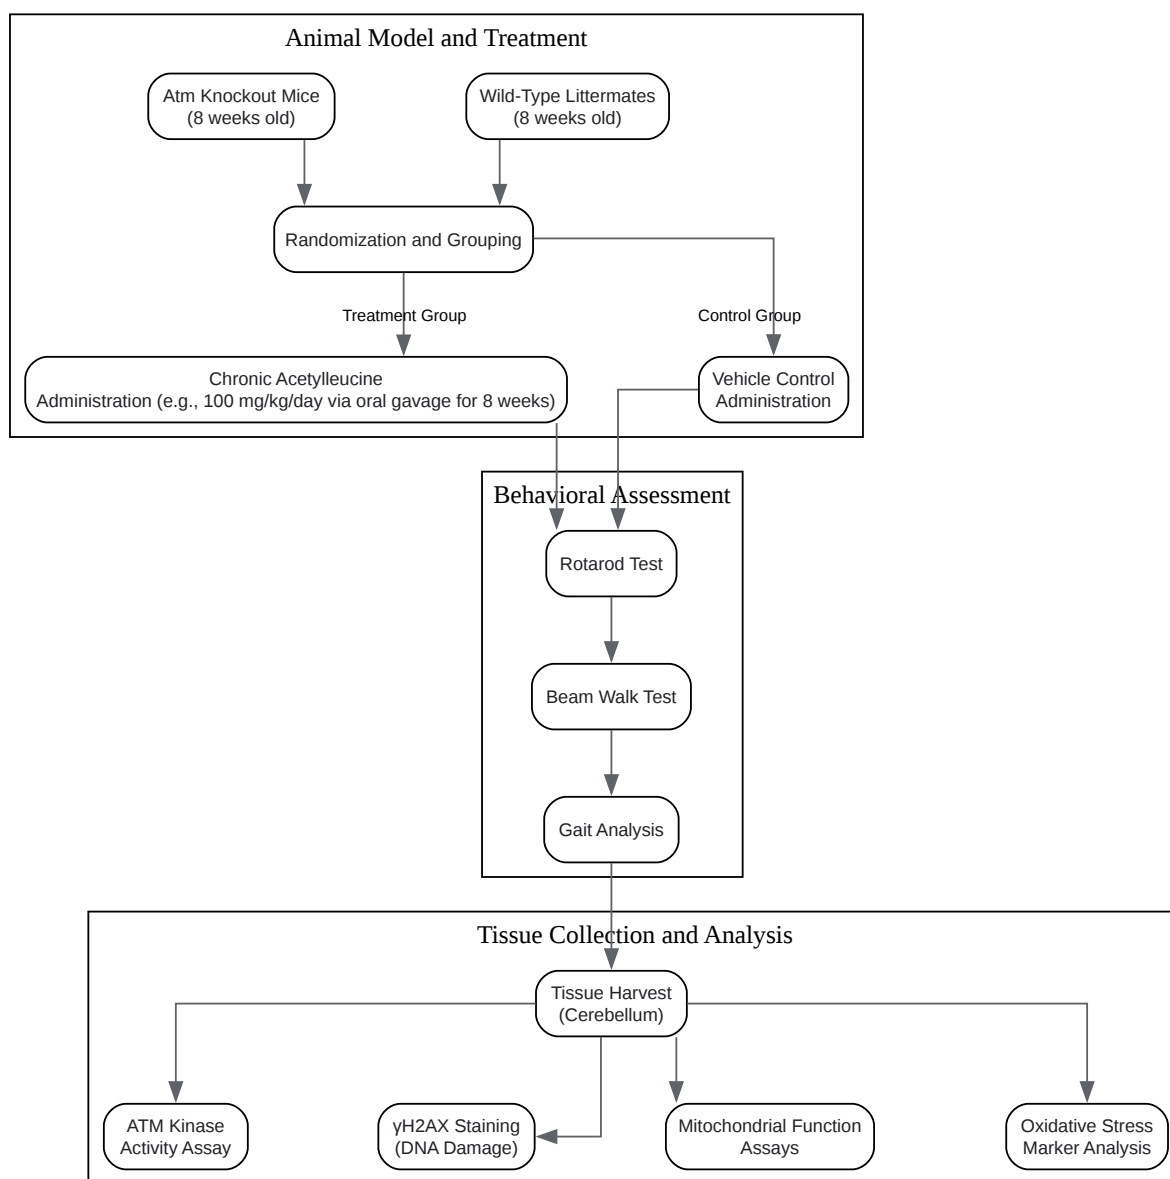 Animal Model and Treatment
Atm Knockout Mice
(8 weeks old)
Wild-Type Littermates
(8 weeks old)
Randomization and Grouping
Treatment Group
Control Group
Chronic Acetylleucine
Administration (e.g., 100 mg/kg/day via oral gavage for 8 weeks)
Vehicle Control
Administration
Behavioral Assessment
Rotarod Test
Beam Walk Test
Gait Analysis
Tissue Collection and Analysis
Tissue Harvest
(Cerebellum)
ATM Kinase
Activity Assay
γH2AX Staining
(DNA Damage)
Mitochondrial Function
Assays
Oxidative Stress
Marker Analysis